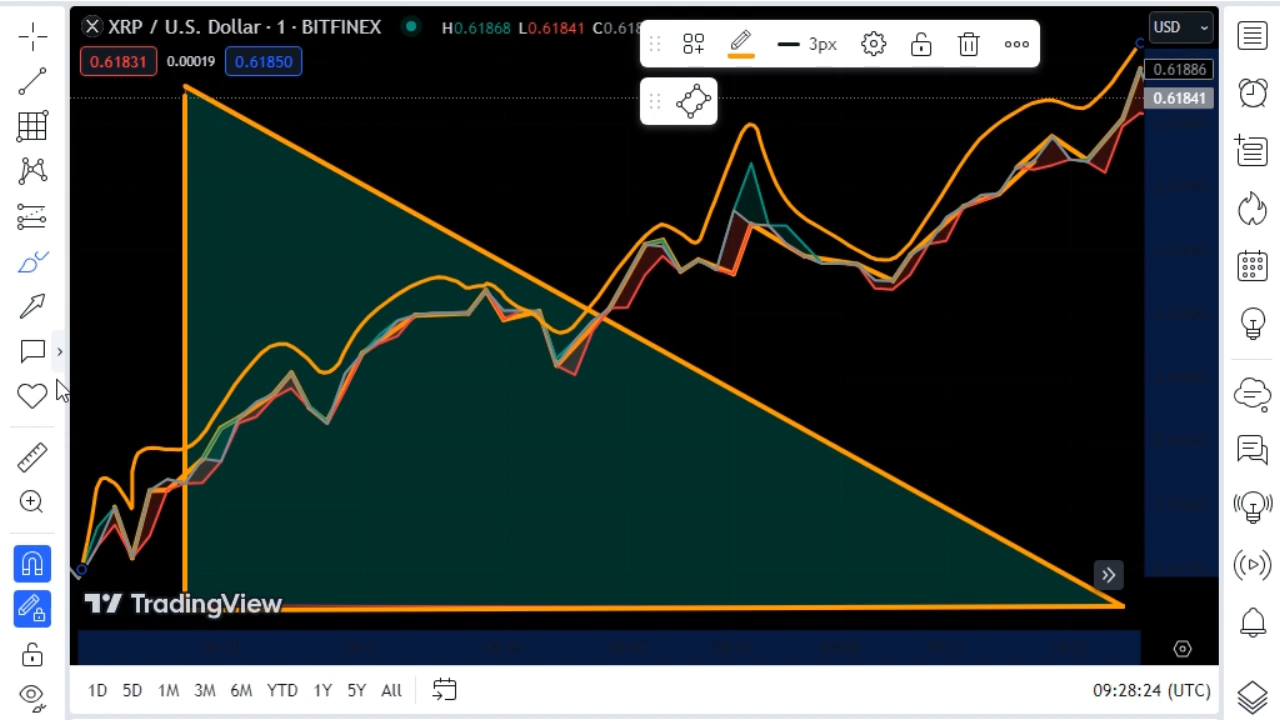 XRP / U.S. Dollar · 1 · BITFINEX
H0.61868 L0.61841 C0.618
USD
0.61831 0.00019 0.61850
3px
0.61886
0.61841
TradingView
1D 5D 1M 3M 6M YTD 1Y 5Y All
09:28:24 (UTC)